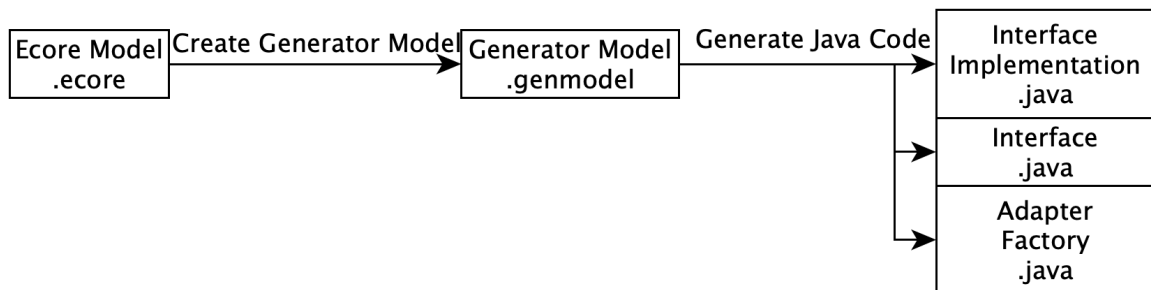 Ecore Model
.ecore
Create Generator Model
Generator Model
.genmodel
Generate Java Code
Interface
Implementation
.java
Interface
.java
Adapter
Factory
.java